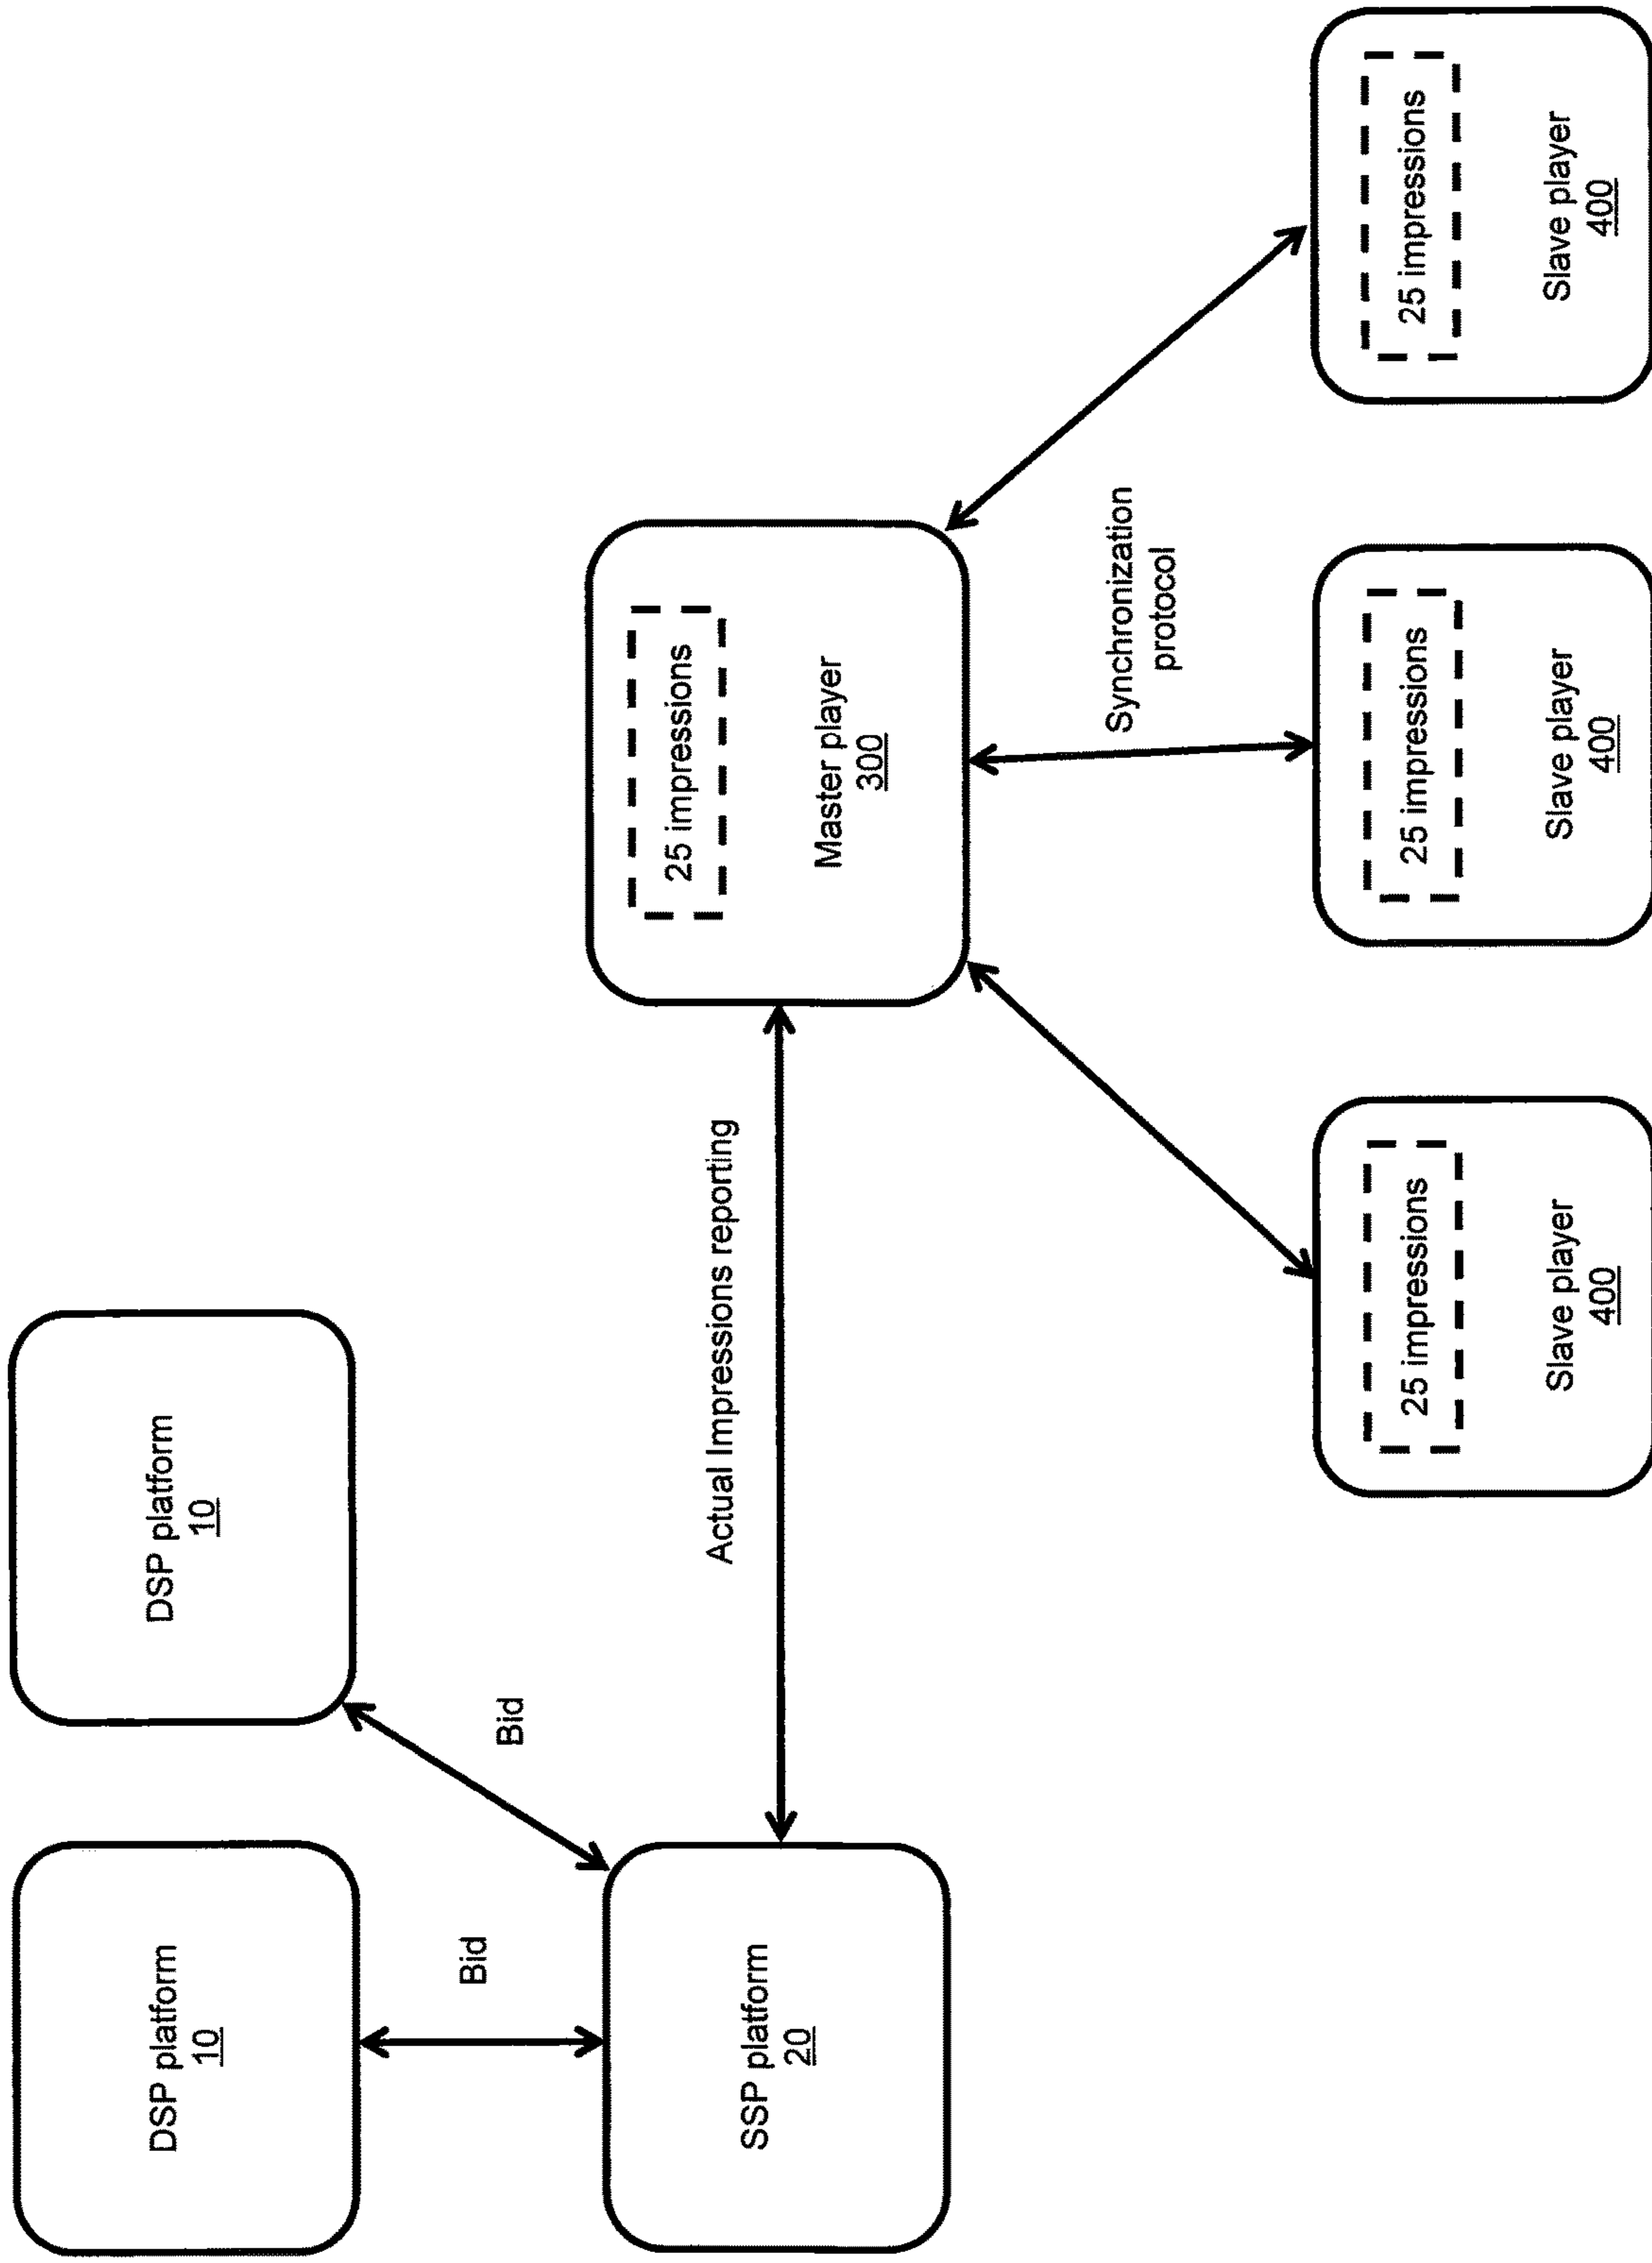 DSP platform
10
DSP platform
10
Bid
Bid
SSP platform
20
Actual Impressions reporting
25 impressions
Master player
300
Synchronization
protocol
25 impressions
Slave player
400
25 impressions
Slave player
400
25 impressions
Slave player
400